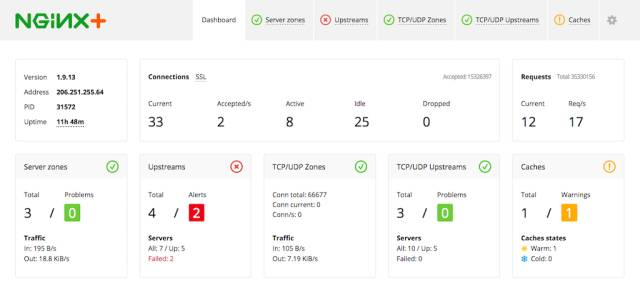 NGINX+
Dashboard
Server zones
Upstreams
TCP/UDP Zones
TCP/UDP Upstreams
Caches
Version 1.9.13
Address 206.251.255.64
PID 31572
Uptime 11h 48m
Connections SSL Accepted: 15326397
Current Accepted/s Active Idle Dropped
33 2 8 25 0
Requests Total: 35330156
Current Req/s
12 17
Server zones
Total Problems
3 / 0
Traffic
In: 195 B/s
Out: 18.8 KiB/s
Upstreams
Total Alerts
4 / 2
Servers
All: 7 / Up: 5
Failed: 2
TCP/UDP Zones
Conn total: 66677
Conn current: 0
Conn/s: 0
Traffic
In: 105 B/s
Out: 7.19 KiB/s
TCP/UDP Upstreams
Total Problems
3 / 0
Servers
All: 10 / Up: 5
Failed: 0
Caches
Total Warnings
1 / 1
Caches states
Warm: 1
Cold: 0